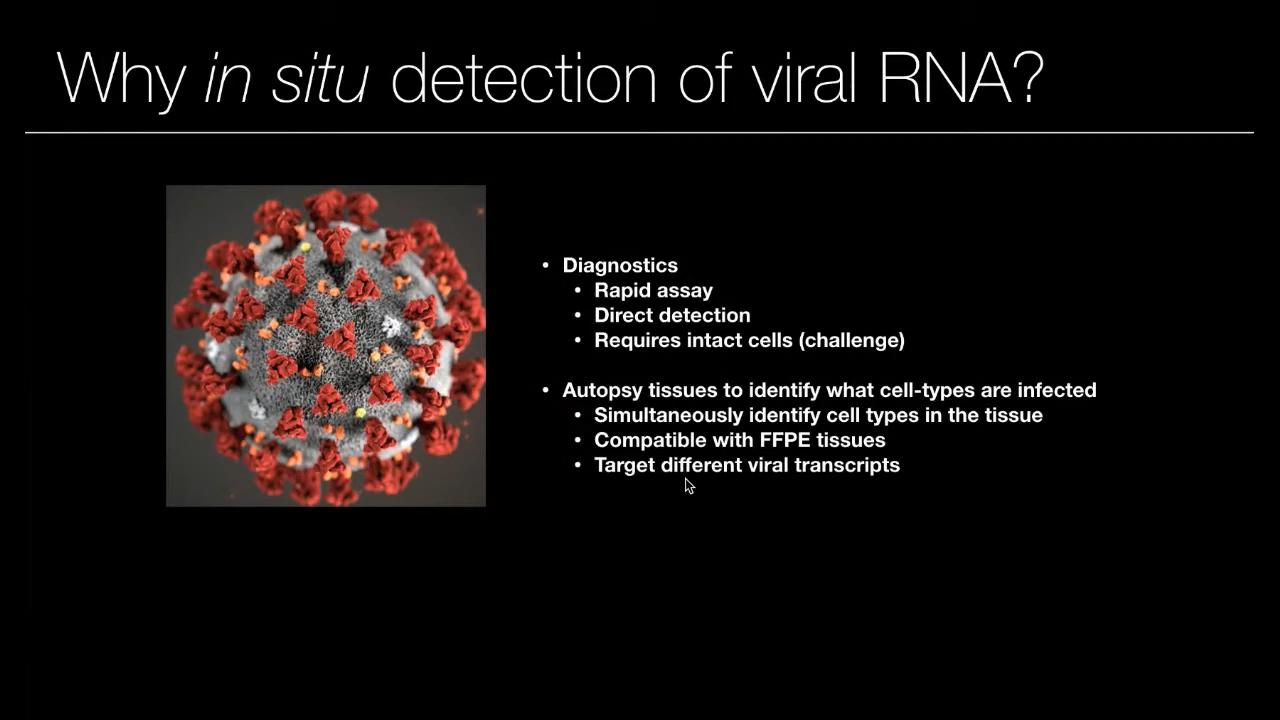 Why in situ detection of viral RNA?
• Diagnostics
• Rapid assay
• Direct detection
• Requires intact cells (challenge)
• Autopsy tissues to identify what cell-types are infected
• Simultaneously identify cell types in the tissue
• Compatible with FFPE tissues
• Target different viral transcripts